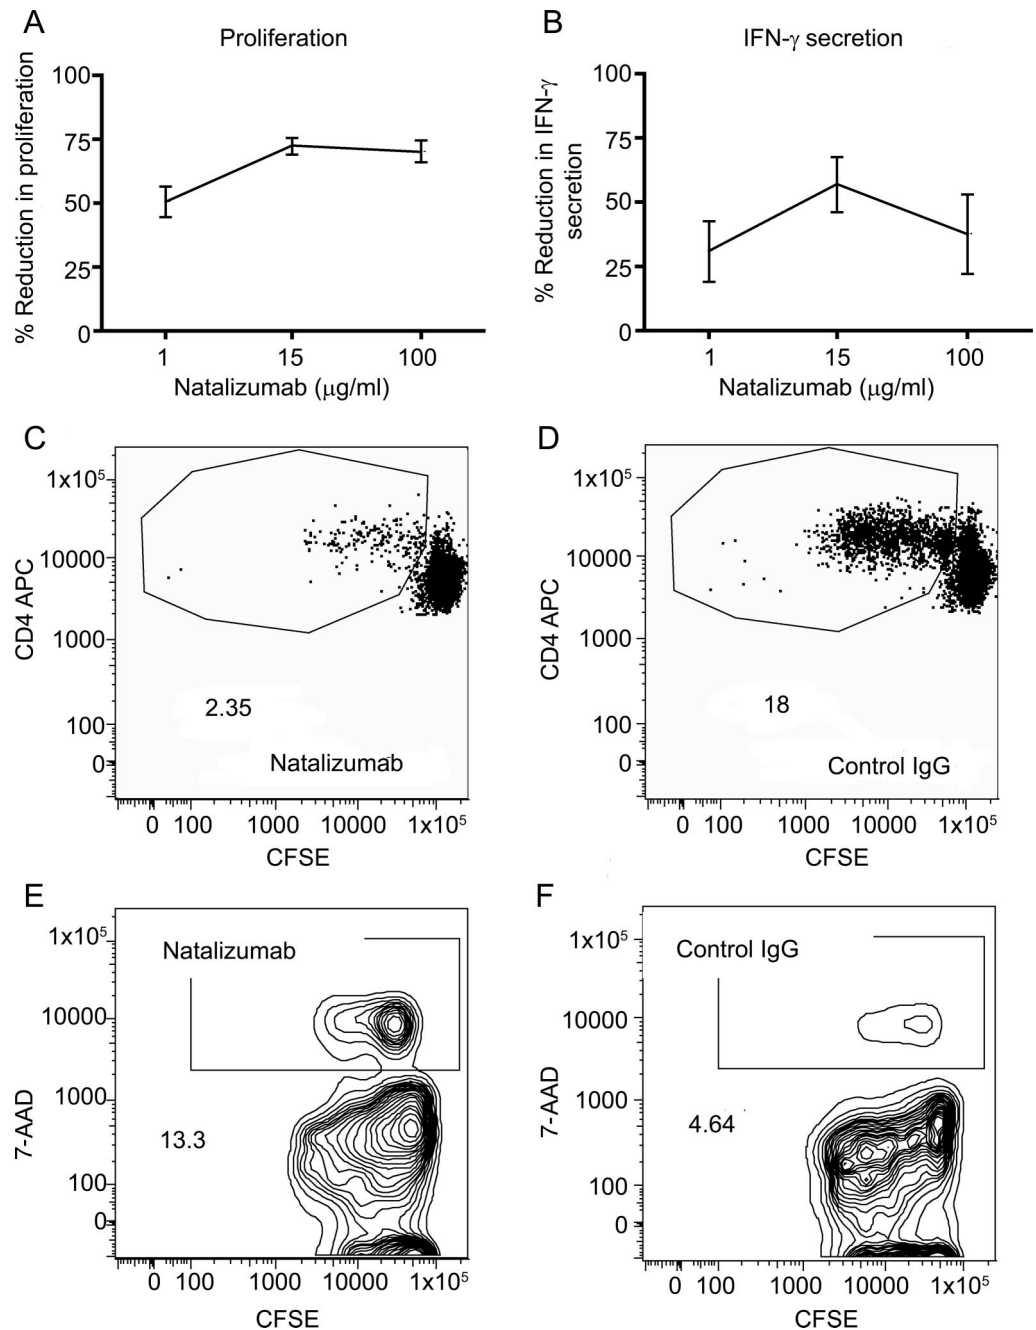 A
Proliferation
% Reduction in proliferation
100
75
50
25
0
1 15 100
Natalizumab (μg/ml)
B
IFN-γ secretion
% Reduction in IFN-γ
secretion
100
75
50
25
0
1 15 100
Natalizumab (μg/ml)
C
CD4 APC
1x10⁵
10000
1000
100
0
2.35
Natalizumab
0 100 1000 10000 1x10⁵
CFSE
D
CD4 APC
1x10⁵
10000
1000
100
0
18
Control IgG
0 100 1000 10000 1x10⁵
CFSE
E
7-AAD
1x10⁵
10000
1000
100
0
Natalizumab
13.3
0 100 1000 10000 1x10⁵
CFSE
F
7-AAD
1x10⁵
10000
1000
100
0
Control IgG
4.64
0 100 1000 10000 1x10⁵
CFSE